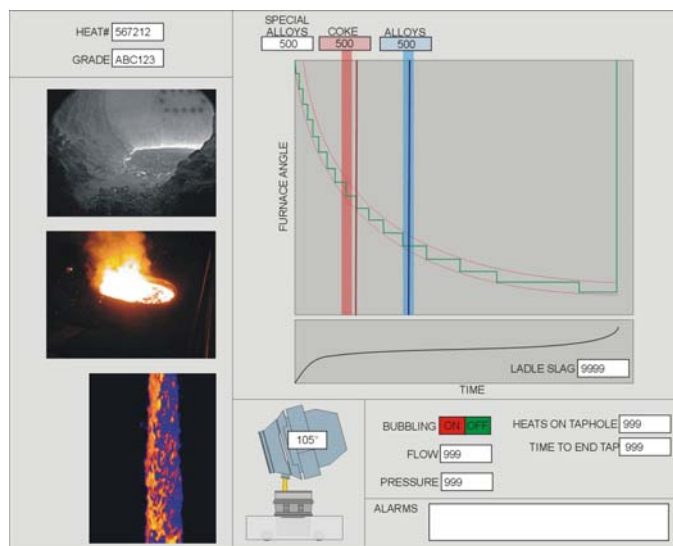 HEAT# 567212
GRADE ABC123
SPECIAL
ALLOYS COKE ALLOYS
500 500 500
FURNACE ANGLE
LADLE SLAG 9999
TIME
105°
BUBBLING ON OFF
FLOW 999
PRESSURE 999
HEATS ON TAPHOLE 999
TIME TO END TAP 999
ALARMS